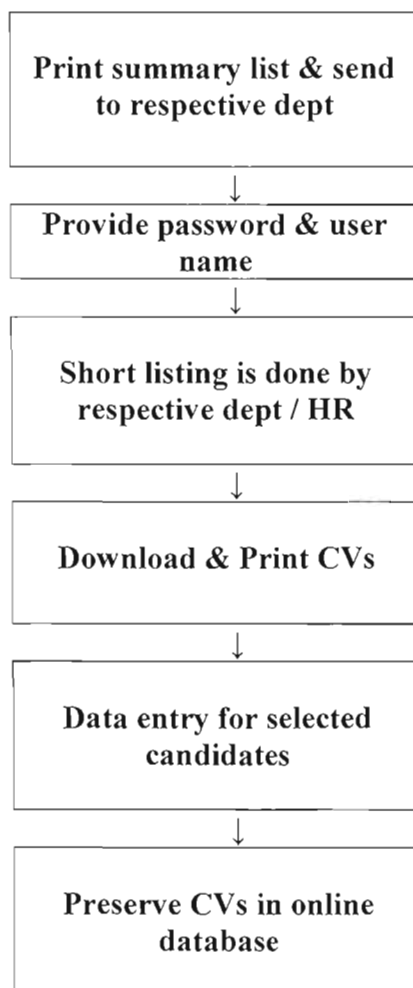 Print summary list & send
to respective dept
↓
Provide password & user
name
↓
Short listing is done by
respective dept / HR
↓
Download & Print CVs
↓
Data entry for selected
candidates
↓
Preserve CVs in online
database